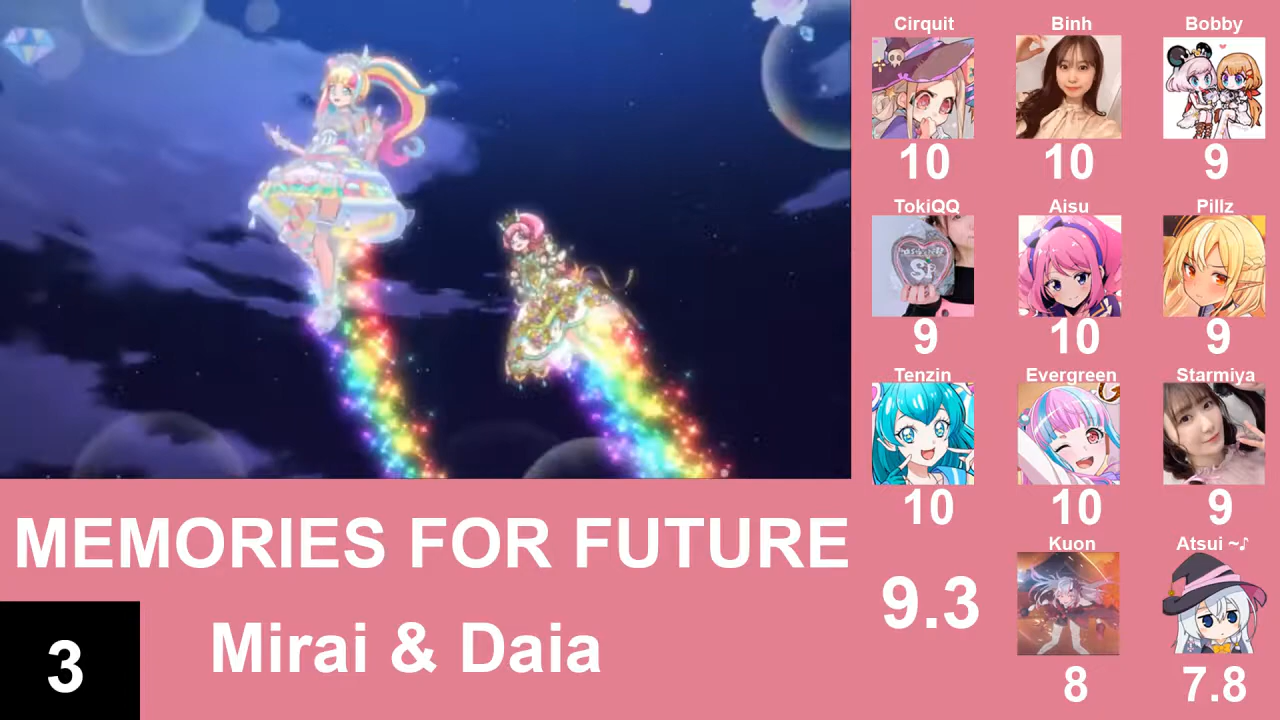 Cirquit Binh Bobby
10 10 9
TokiQQ Aisu Pillz
9 10 9
Tenzin Evergreen Starmiya
10 10 9
Kuon Atsui ~♪
9.3
8 7.8
MEMORIES FOR FUTURE
Mirai & Daia
3